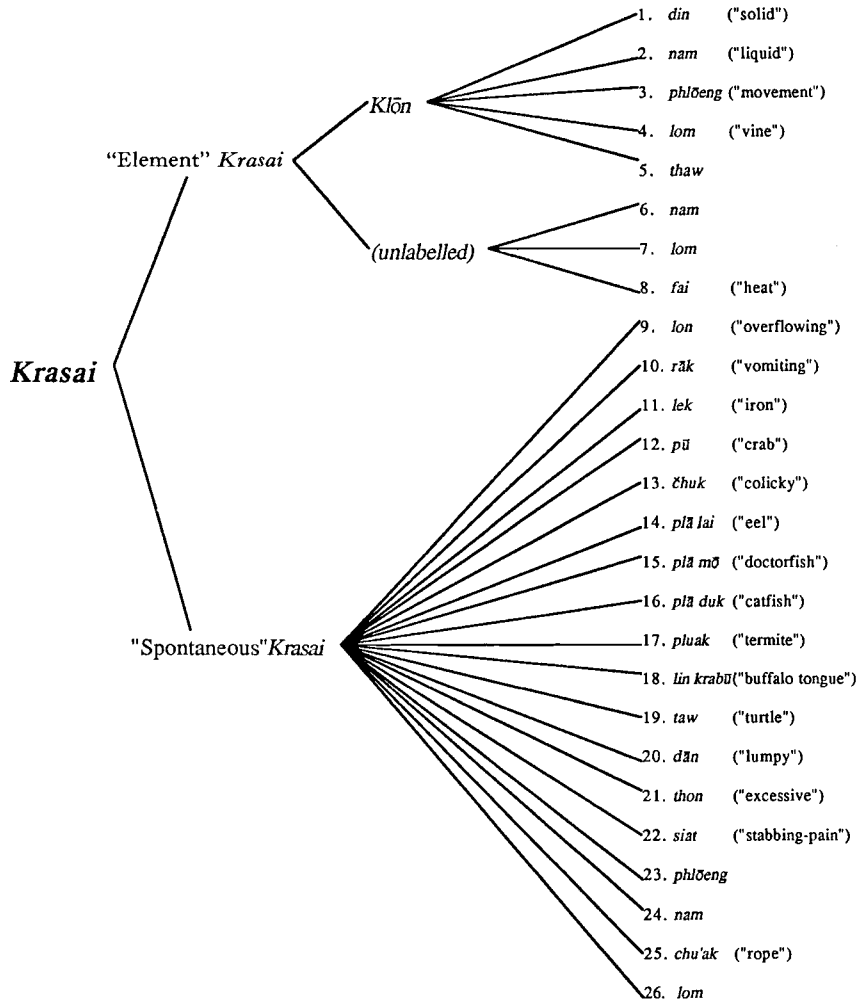 1. din ("solid")
2. nam ("liquid")
Klōn
3. phlōeng ("movement")
4. lom ("vine")
"Element" Krasai
5. thaw
6. nam
(unlabelled)
7. lom
8. fai ("heat")
9. lon ("overflowing")
Krasai
10. rāk ("vomiting")
11. lek ("iron")
12. pū ("crab")
13. čhuk ("colicky")
14. plā lai ("eel")
15. plā mō ("doctorfish")
16. plā duk ("catfish")
"Spontaneous" Krasai
17. pluak ("termite")
18. lin krabū ("buffalo tongue")
19. taw ("turtle")
20. dān ("lumpy")
21. thon ("excessive")
22. siat ("stabbing-pain")
23. phlōeng
24. nam
25. chu'ak ("rope")
26. lom